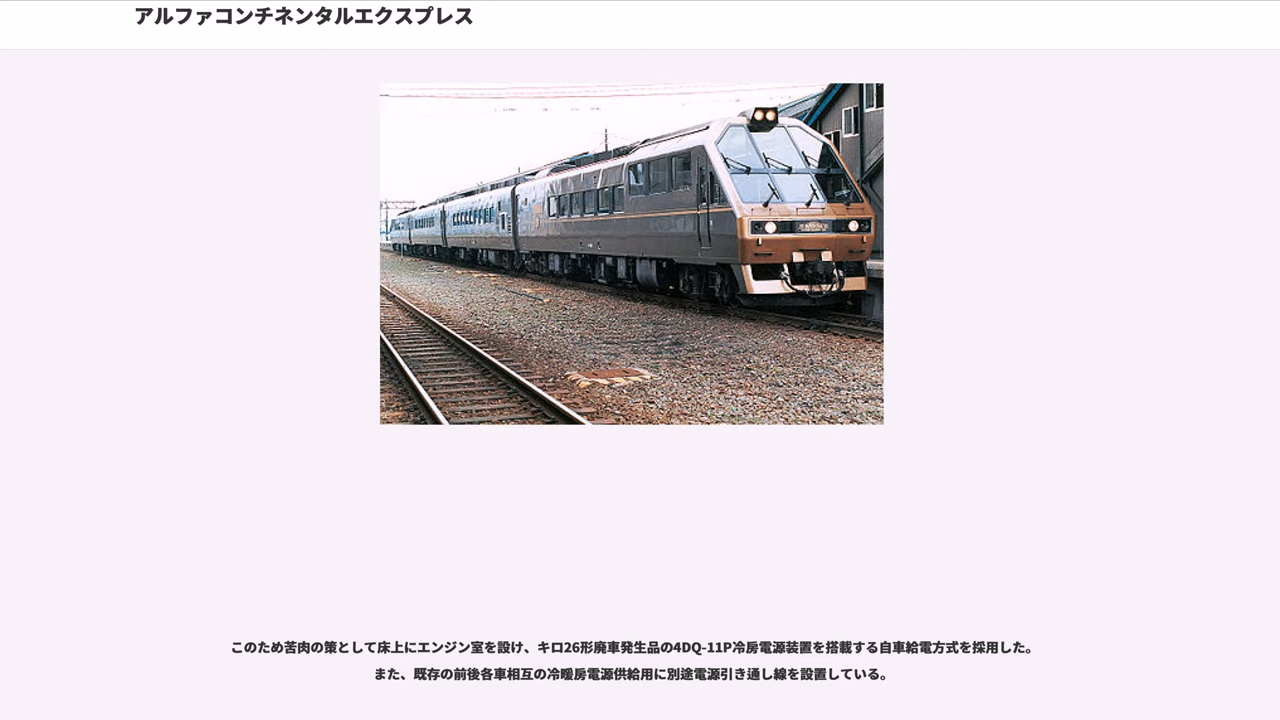 アルファコンチネンタルエクスプレス
このため苦肉の策として床上にエンジン室を設け、キロ26形廃車発生品の4DQ-11P冷房電源装置を搭載する自車給電方式を採用した。
また、既存の前後各車相互の冷暖房電源供給用に別途電源引き通し線を設置している。